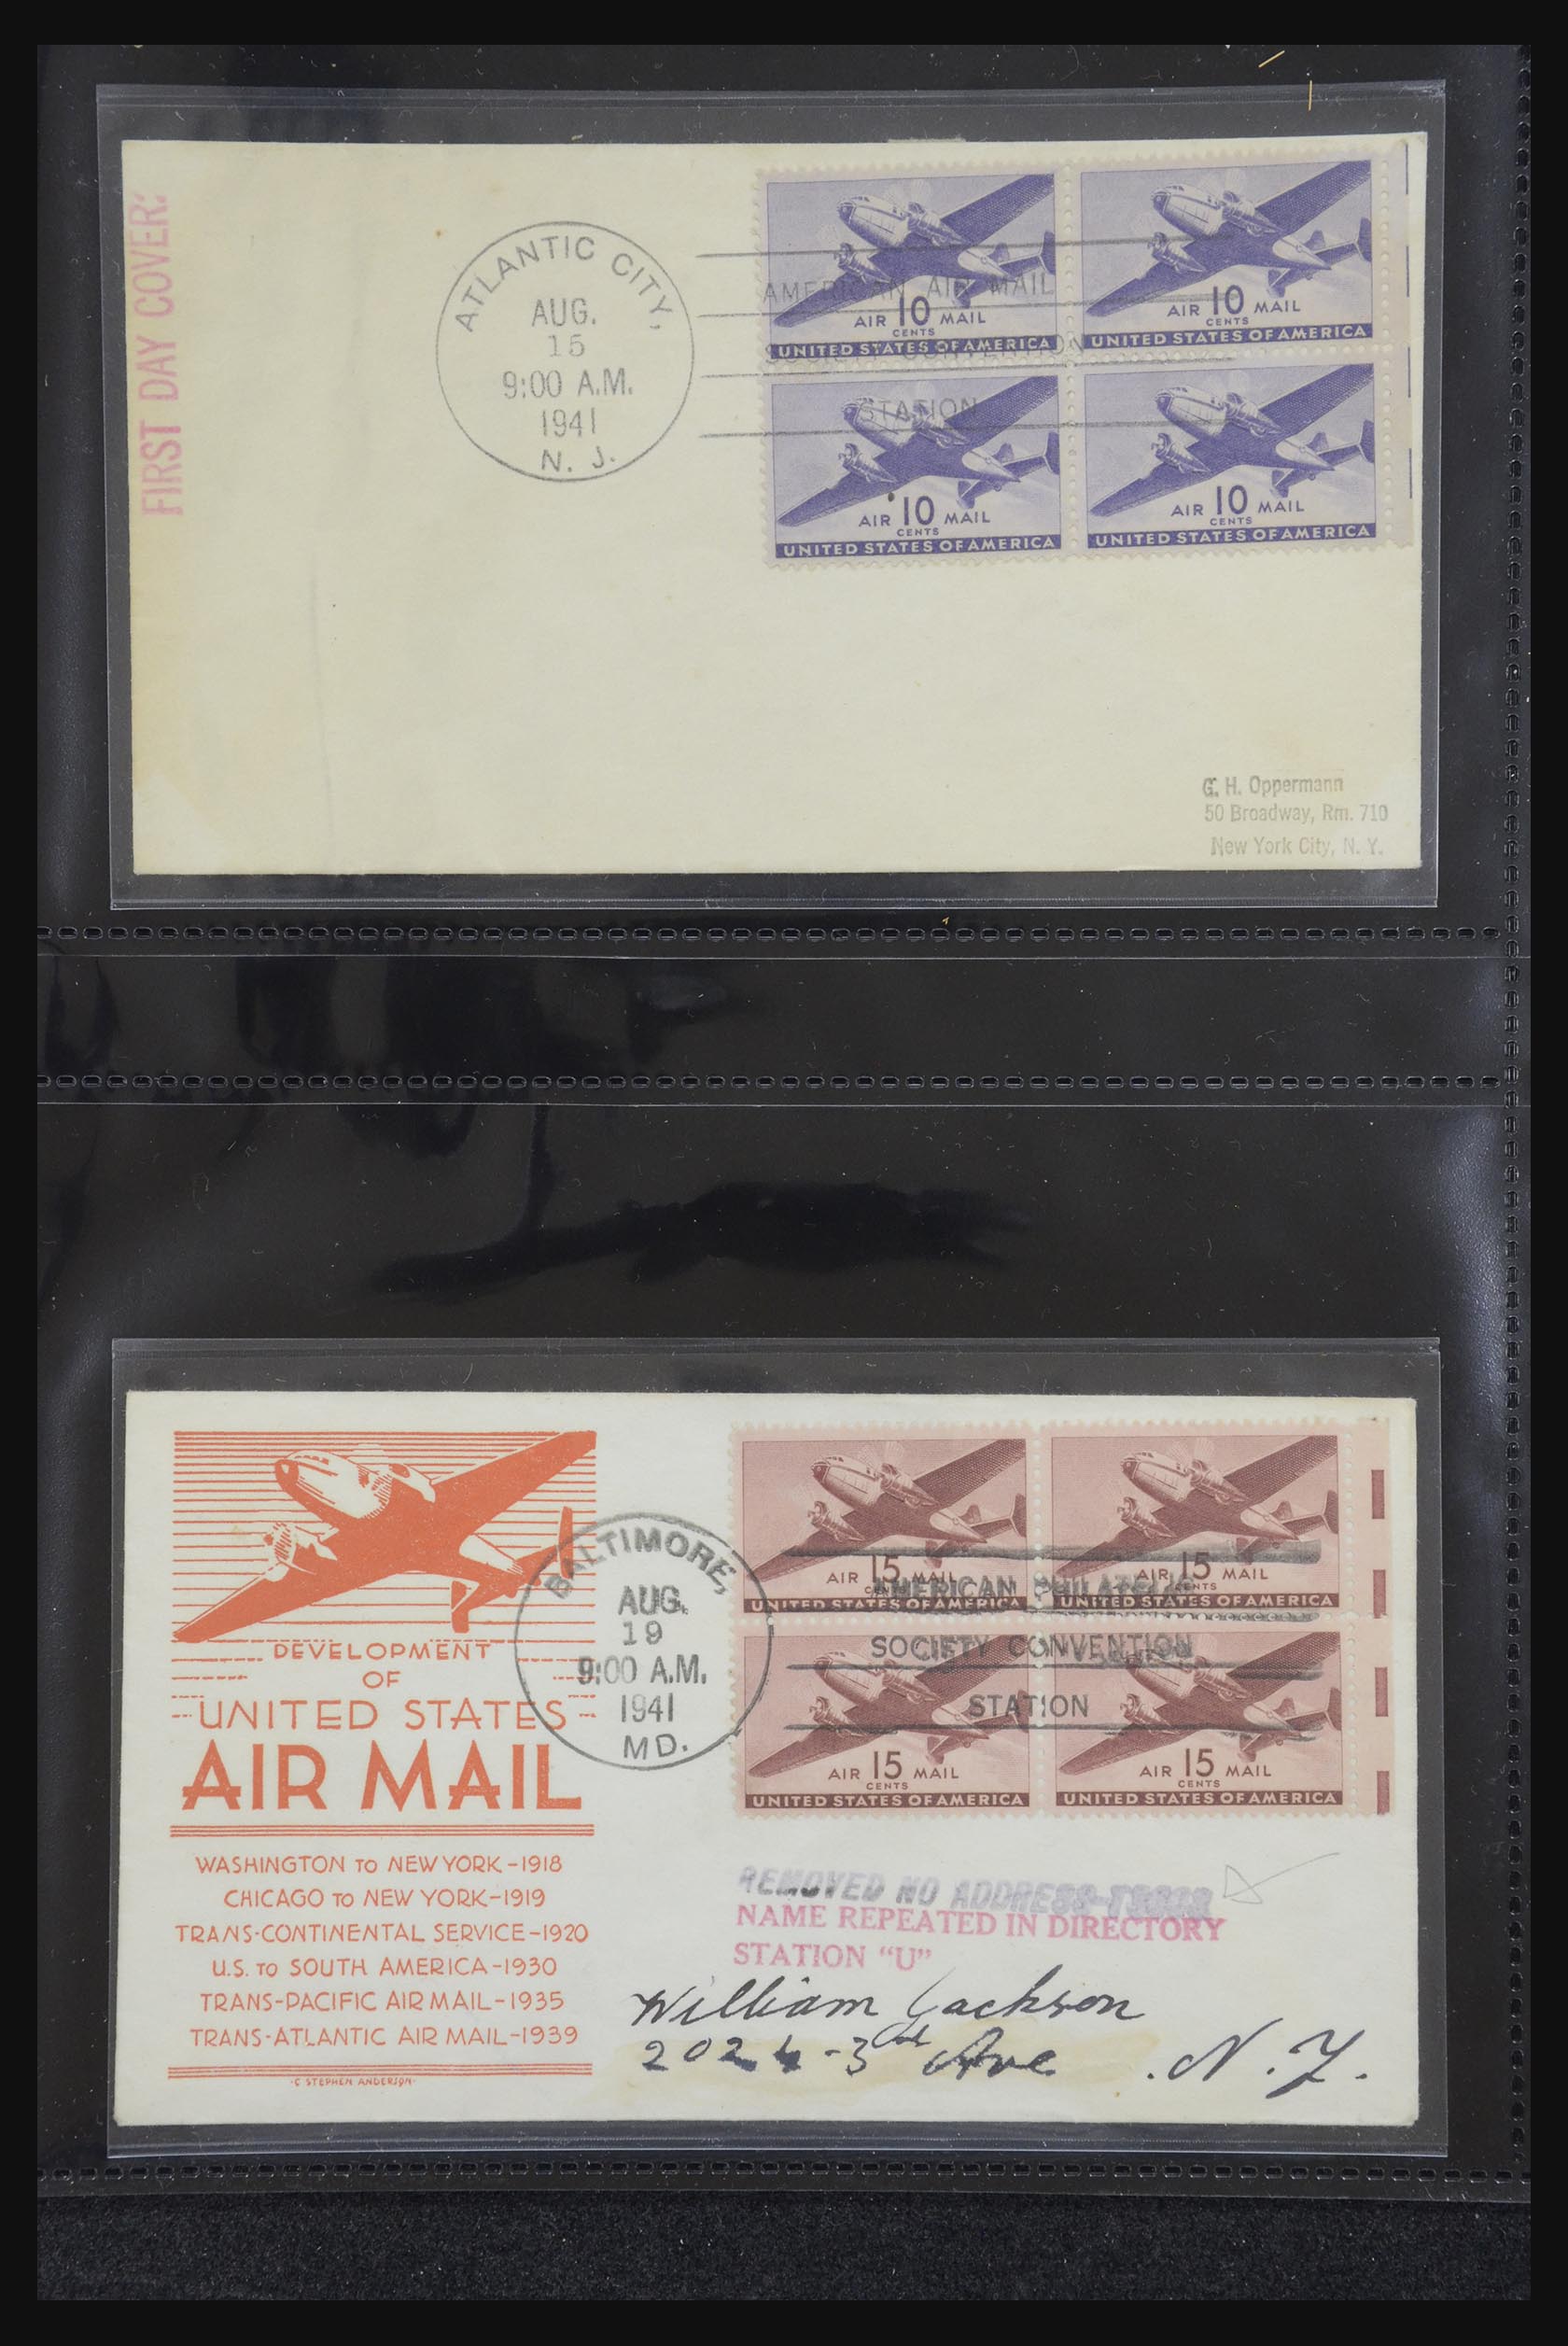 FIRST DAY COVER:
ATLANTIC CITY,
AUG.
15
9:00 A.M.
1941
N. J.
AMERICAN AIR MAIL
SOCIETY CONVENTION
STATION
AIR 10 MAIL
CENTS
UNITED STATES OF AMERICA
AIR 10 MAIL
CENTS
UNITED STATES OF AMERICA
AIR 10 MAIL
CENTS
UNITED STATES OF AMERICA
AIR 10 MAIL
CENTS
UNITED STATES OF AMERICA
G. H. Oppermann
50 Broadway, Rm. 710
New York City, N. Y.
DEVELOPMENT
OF
UNITED STATES
AIR MAIL
WASHINGTON TO NEW YORK-1918
CHICAGO TO NEW YORK-1919
TRANS-CONTINENTAL SERVICE-1920
U.S. TO SOUTH AMERICA-1930
TRANS-PACIFIC AIR MAIL-1935
TRANS-ATLANTIC AIR MAIL-1939
C STEPHEN ANDERSON
BALTIMORE,
AUG.
19
9:00 A.M.
1941
MD.
AIR 15 MAIL
CENTS
UNITED STATES OF AMERICA
AIR 15 MAIL
CENTS
UNITED STATES OF AMERICA
AMERICAN PHILATELIC
SOCIETY CONVENTION
STATION
AIR 15 MAIL
CENTS
UNITED STATES OF AMERICA
AIR 15 MAIL
CENTS
UNITED STATES OF AMERICA
REMOVED NO ADDRESS
NAME REPEATED IN DIRECTORY
STATION "U"
William Jackson
2024-3rd Ave. N.Y.